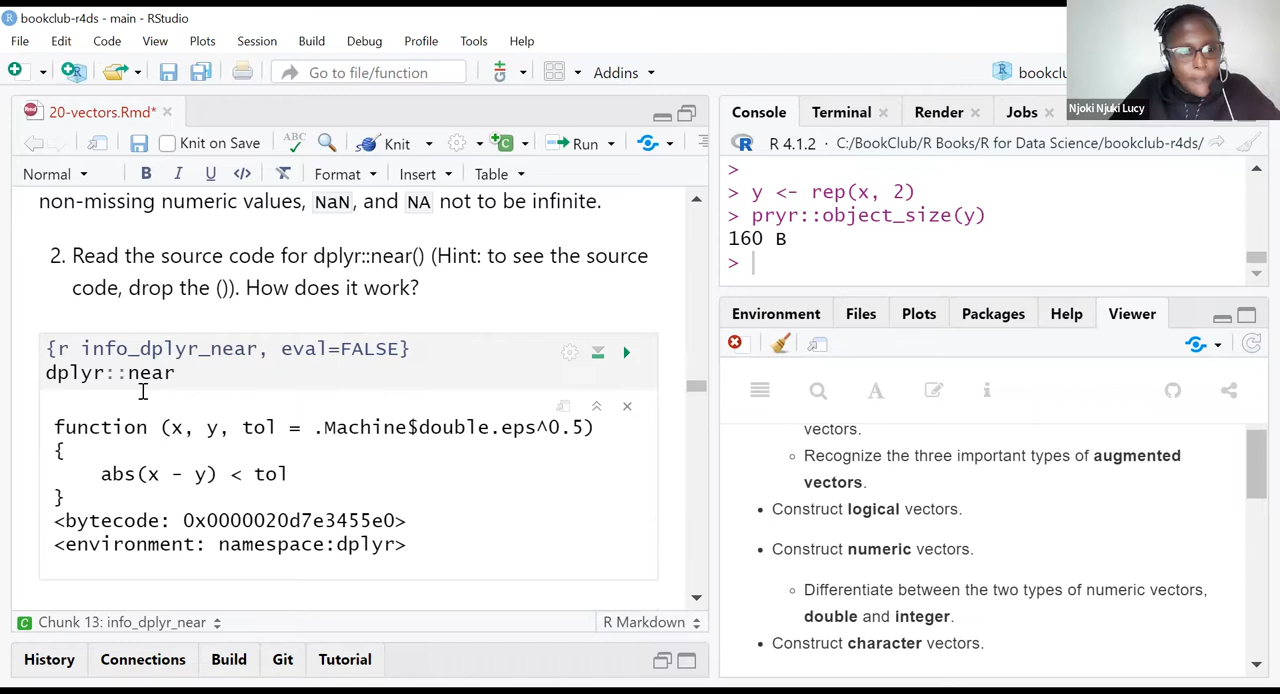 bookclub-r4ds - main - RStudio
File Edit Code View Plots Session Build Debug Profile Tools Help
Go to file/function Addins bookclu
Njoki Njuki Lucy
20-vectors.Rmd*
Knit on Save ABC Knit Run
Normal B I U </> Format Insert Table
non-missing numeric values, NaN, and NA not to be infinite.
2. Read the source code for dplyr::near() (Hint: to see the source
code, drop the ()). How does it work?
{r info_dplyr_near, eval=FALSE}
dplyr::near
function (x, y, tol = .Machine$double.eps^0.5)
{
abs(x - y) < tol
}
<bytecode: 0x0000020d7e3455e0>
<environment: namespace:dplyr>
Chunk 13: info_dplyr_near R Markdown
History Connections Build Git Tutorial
Console Terminal Render Jobs
R 4.1.2 · C:/BookClub/R Books/R for Data Science/bookclub-r4ds/
>
> y <- rep(x, 2)
> pryr::object_size(y)
160 B
>
Environment Files Plots Packages Help Viewer
vectors.
Recognize the three important types of augmented
vectors.
Construct logical vectors.
Construct numeric vectors.
Differentiate between the two types of numeric vectors,
double and integer.
Construct character vectors.